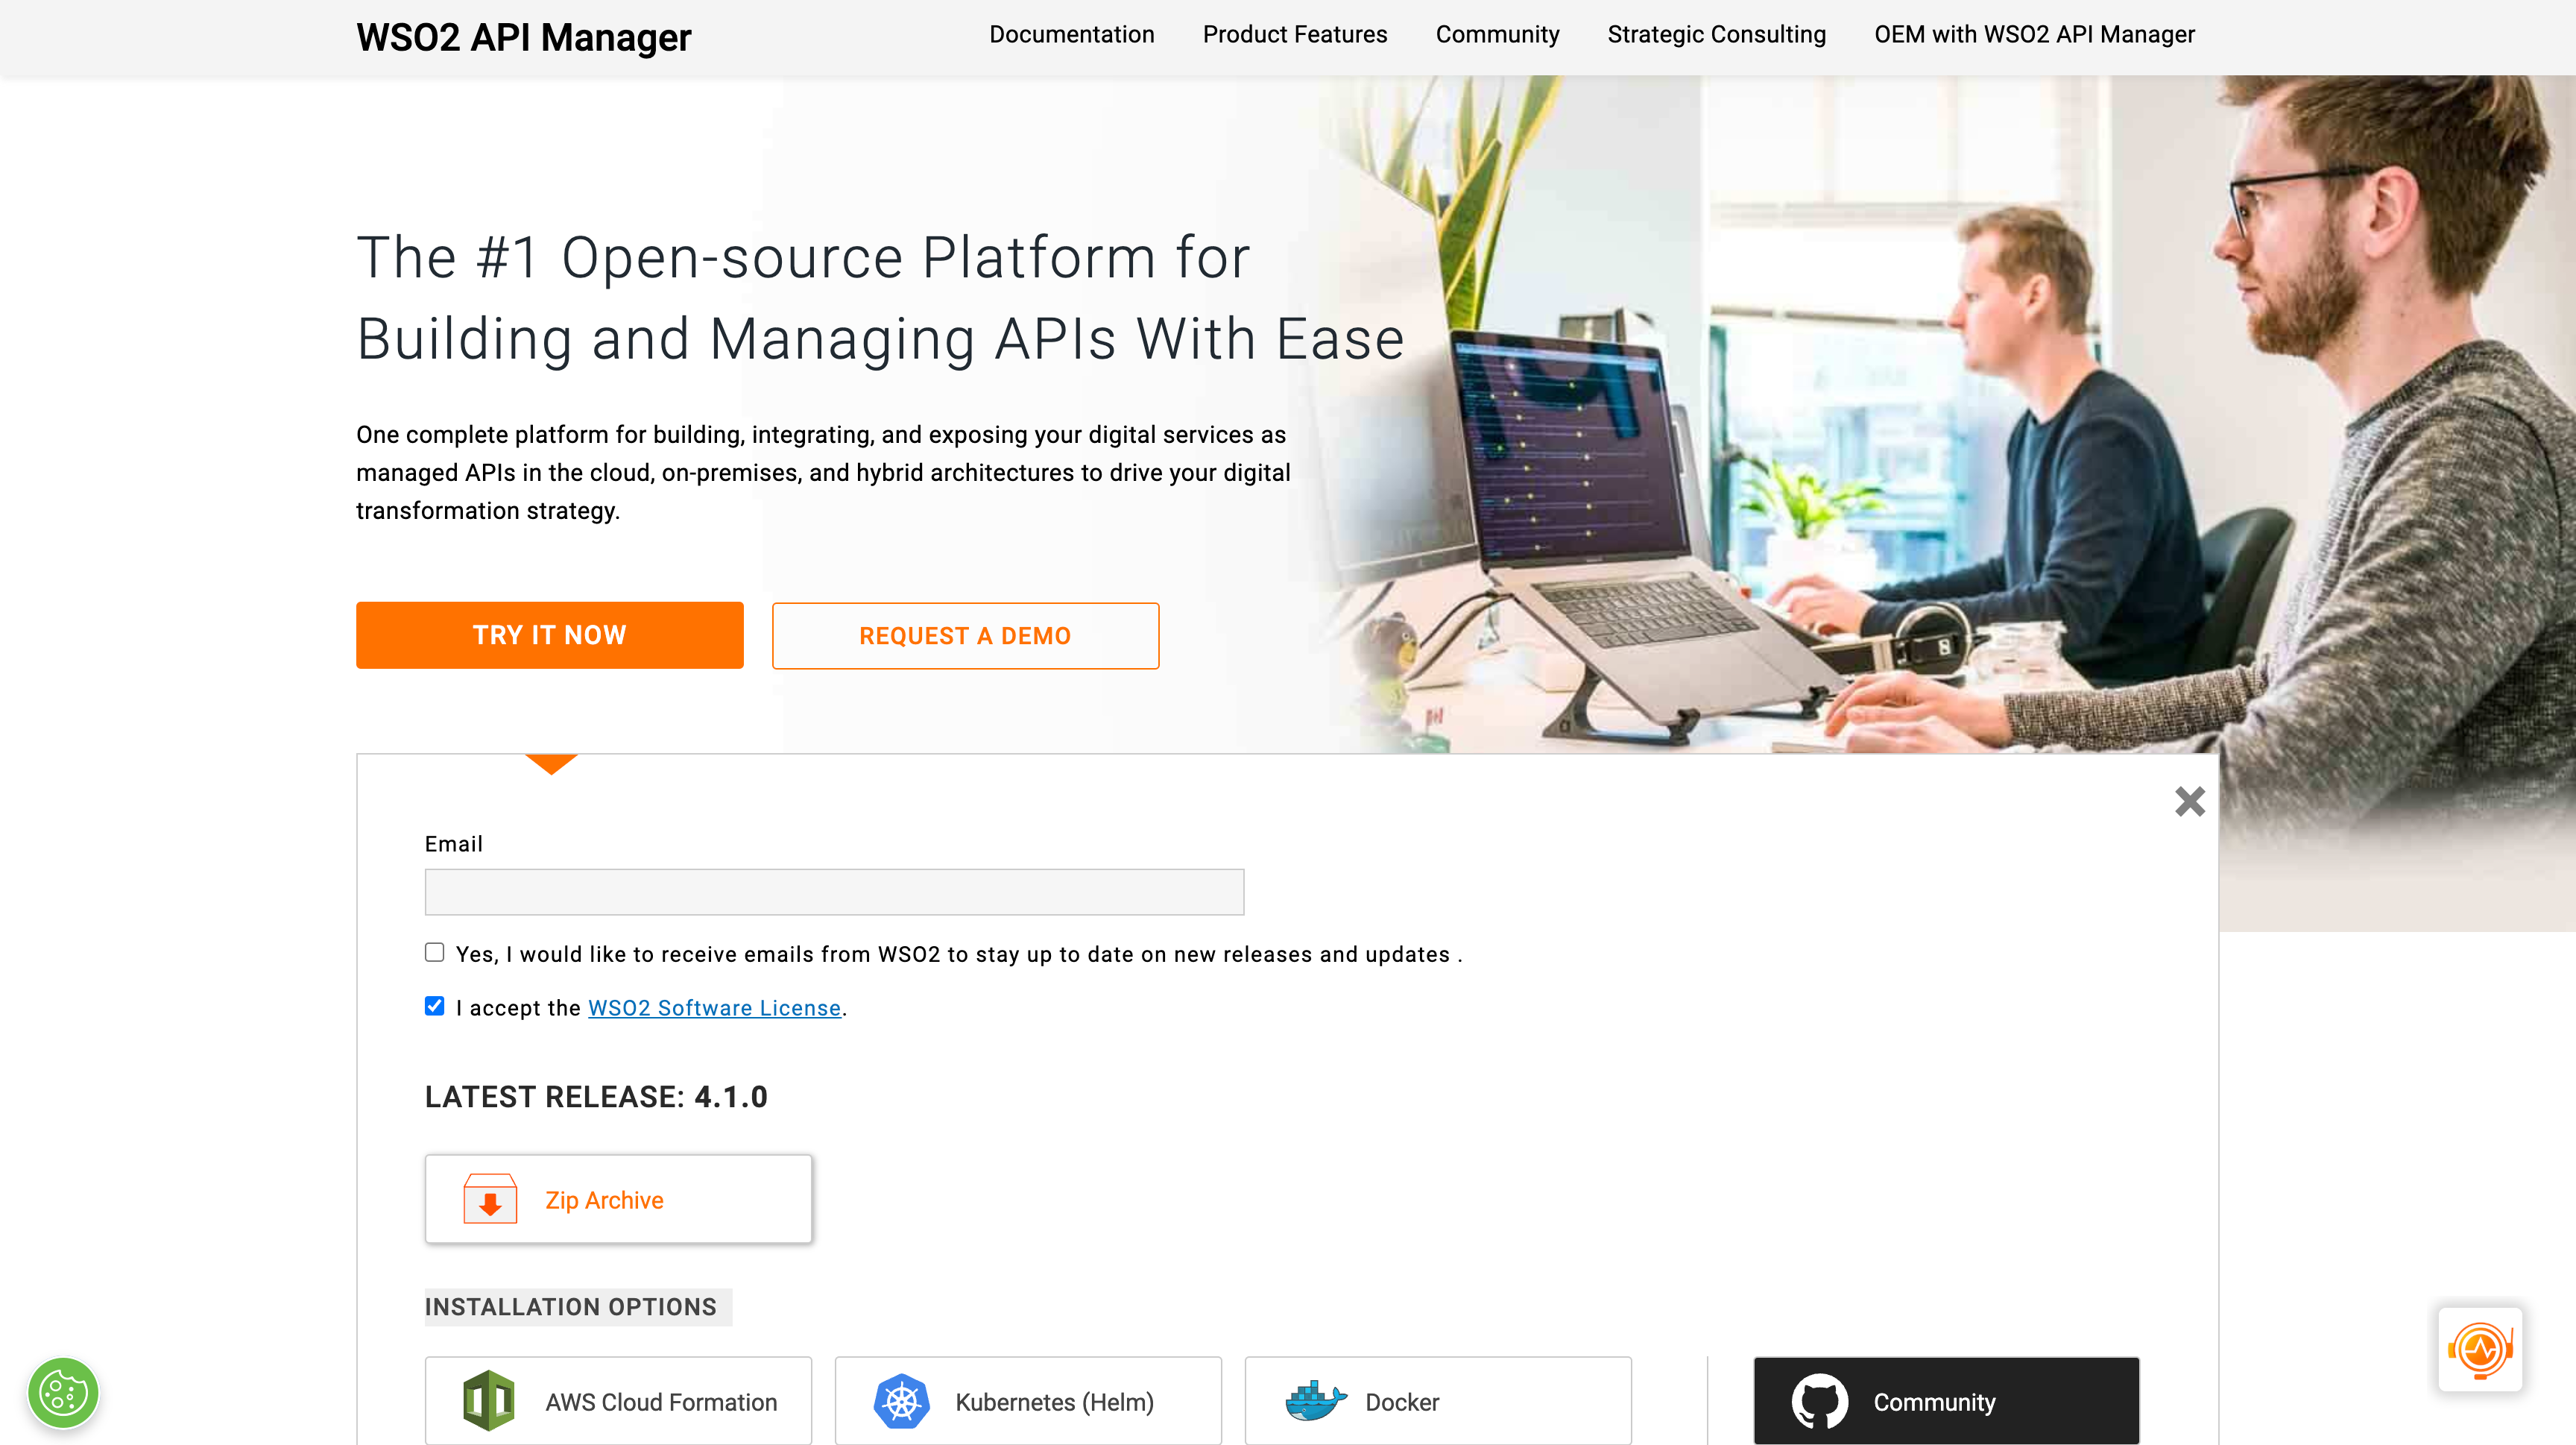 WSO2 API Manager
Documentation
Product Features
Community
Strategic Consulting
OEM with WSO2 API Manager
The #1 Open-source Platform for
Building and Managing APIs With Ease
One complete platform for building, integrating, and exposing your digital services as
managed APIs in the cloud, on-premises, and hybrid architectures to drive your digital
transformation strategy.
TRY IT NOW
REQUEST A DEMO
Email
Yes, I would like to receive emails from WSO2 to stay up to date on new releases and updates .
I accept the WSO2 Software License.
LATEST RELEASE: 4.1.0
Zip Archive
INSTALLATION OPTIONS
AWS Cloud Formation
Kubernetes (Helm)
Docker
Community